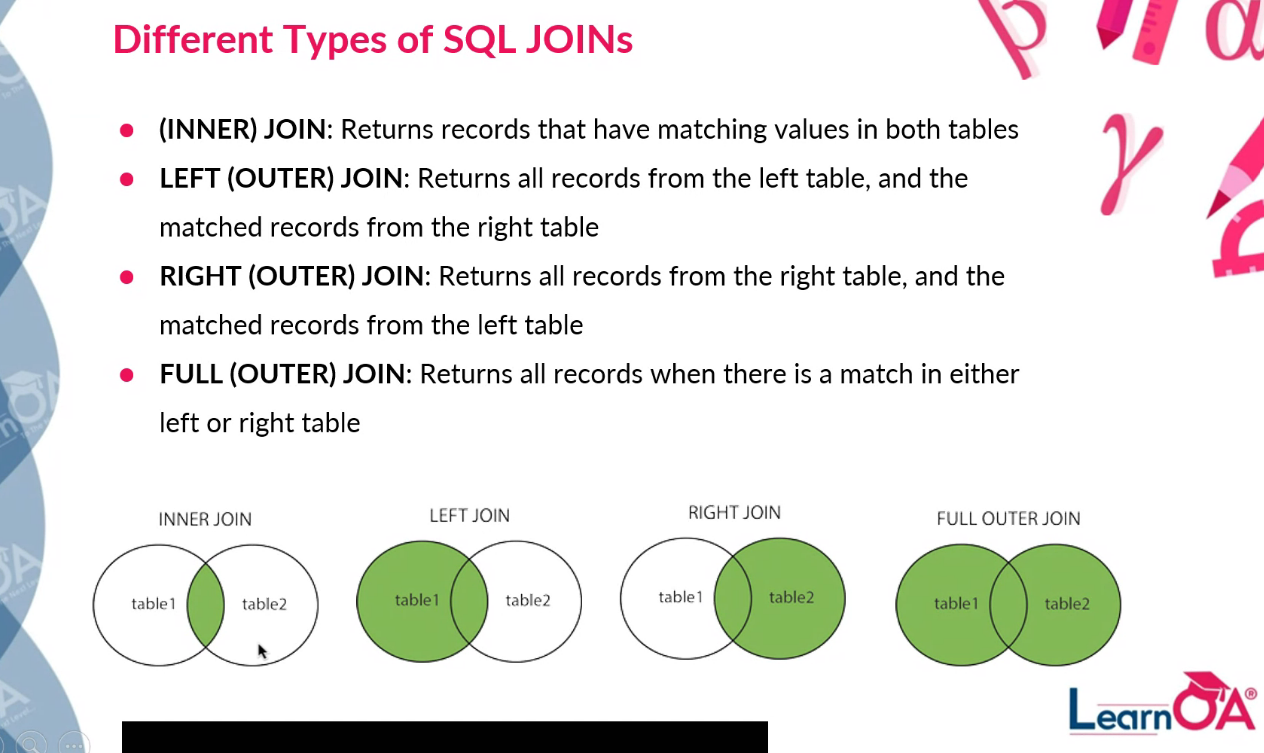 Different Types of SQL JOINs
(INNER) JOIN: Returns records that have matching values in both tables
LEFT (OUTER) JOIN: Returns all records from the left table, and the
matched records from the right table
RIGHT (OUTER) JOIN: Returns all records from the right table, and the
matched records from the left table
FULL (OUTER) JOIN: Returns all records when there is a match in either
left or right table
INNER JOIN
LEFT JOIN
RIGHT JOIN
FULL OUTER JOIN
table1
table2
table1
table2
table1
table2
table1
table2
LearnOA®
β
α
γ